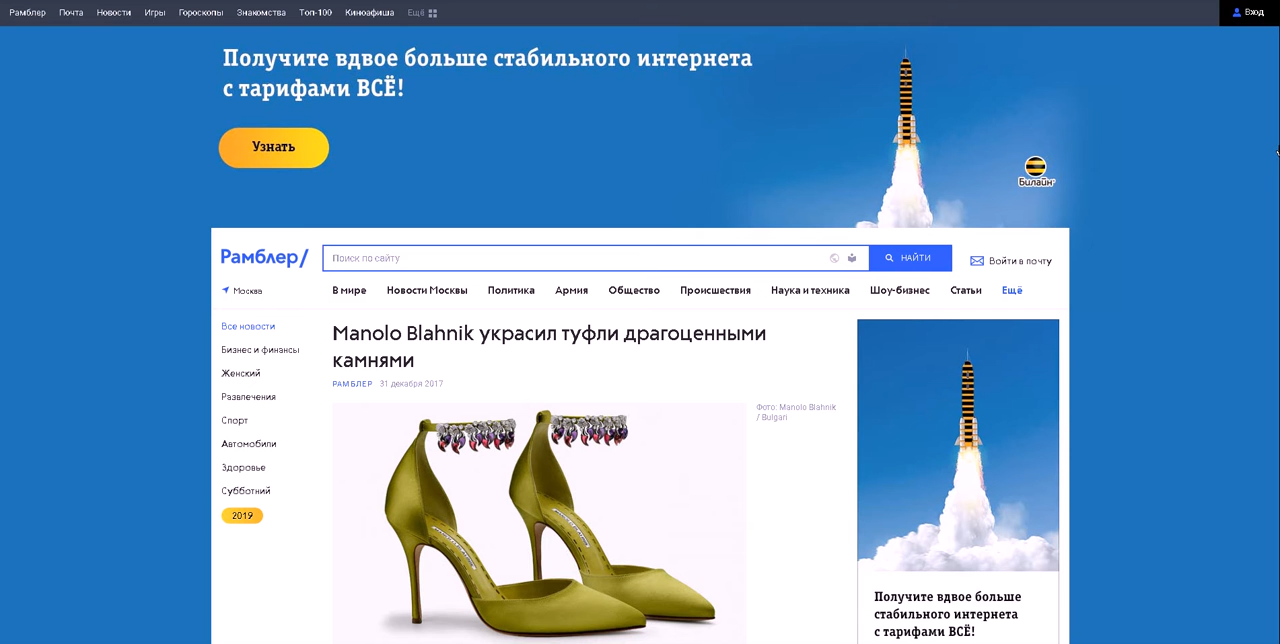 Рамблер Почта Новости Игры Гороскопы Знакомства Топ-100 Киноафиша Ещё
Вход
Получите вдвое больше стабильного интернета
с тарифами ВСЁ!
Узнать
Билайн
Рамблер/
Поиск по сайту
НАЙТИ
Войти в почту
Москва
В мире Новости Москвы Политика Армия Общество Происшествия Наука и техника Шоу-бизнес Статьи Ещё
Все новости
Бизнес и финансы
Женский
Развлечения
Спорт
Автомобили
Здоровье
Субботний
2019
Manolo Blahnik украсил туфли драгоценными
камнями
РАМБЛЕР 31 декабря 2017
Фото: Manolo Blahnik
/ Bulgari
Получите вдвое больше
стабильного интернета
с тарифами ВСЁ!